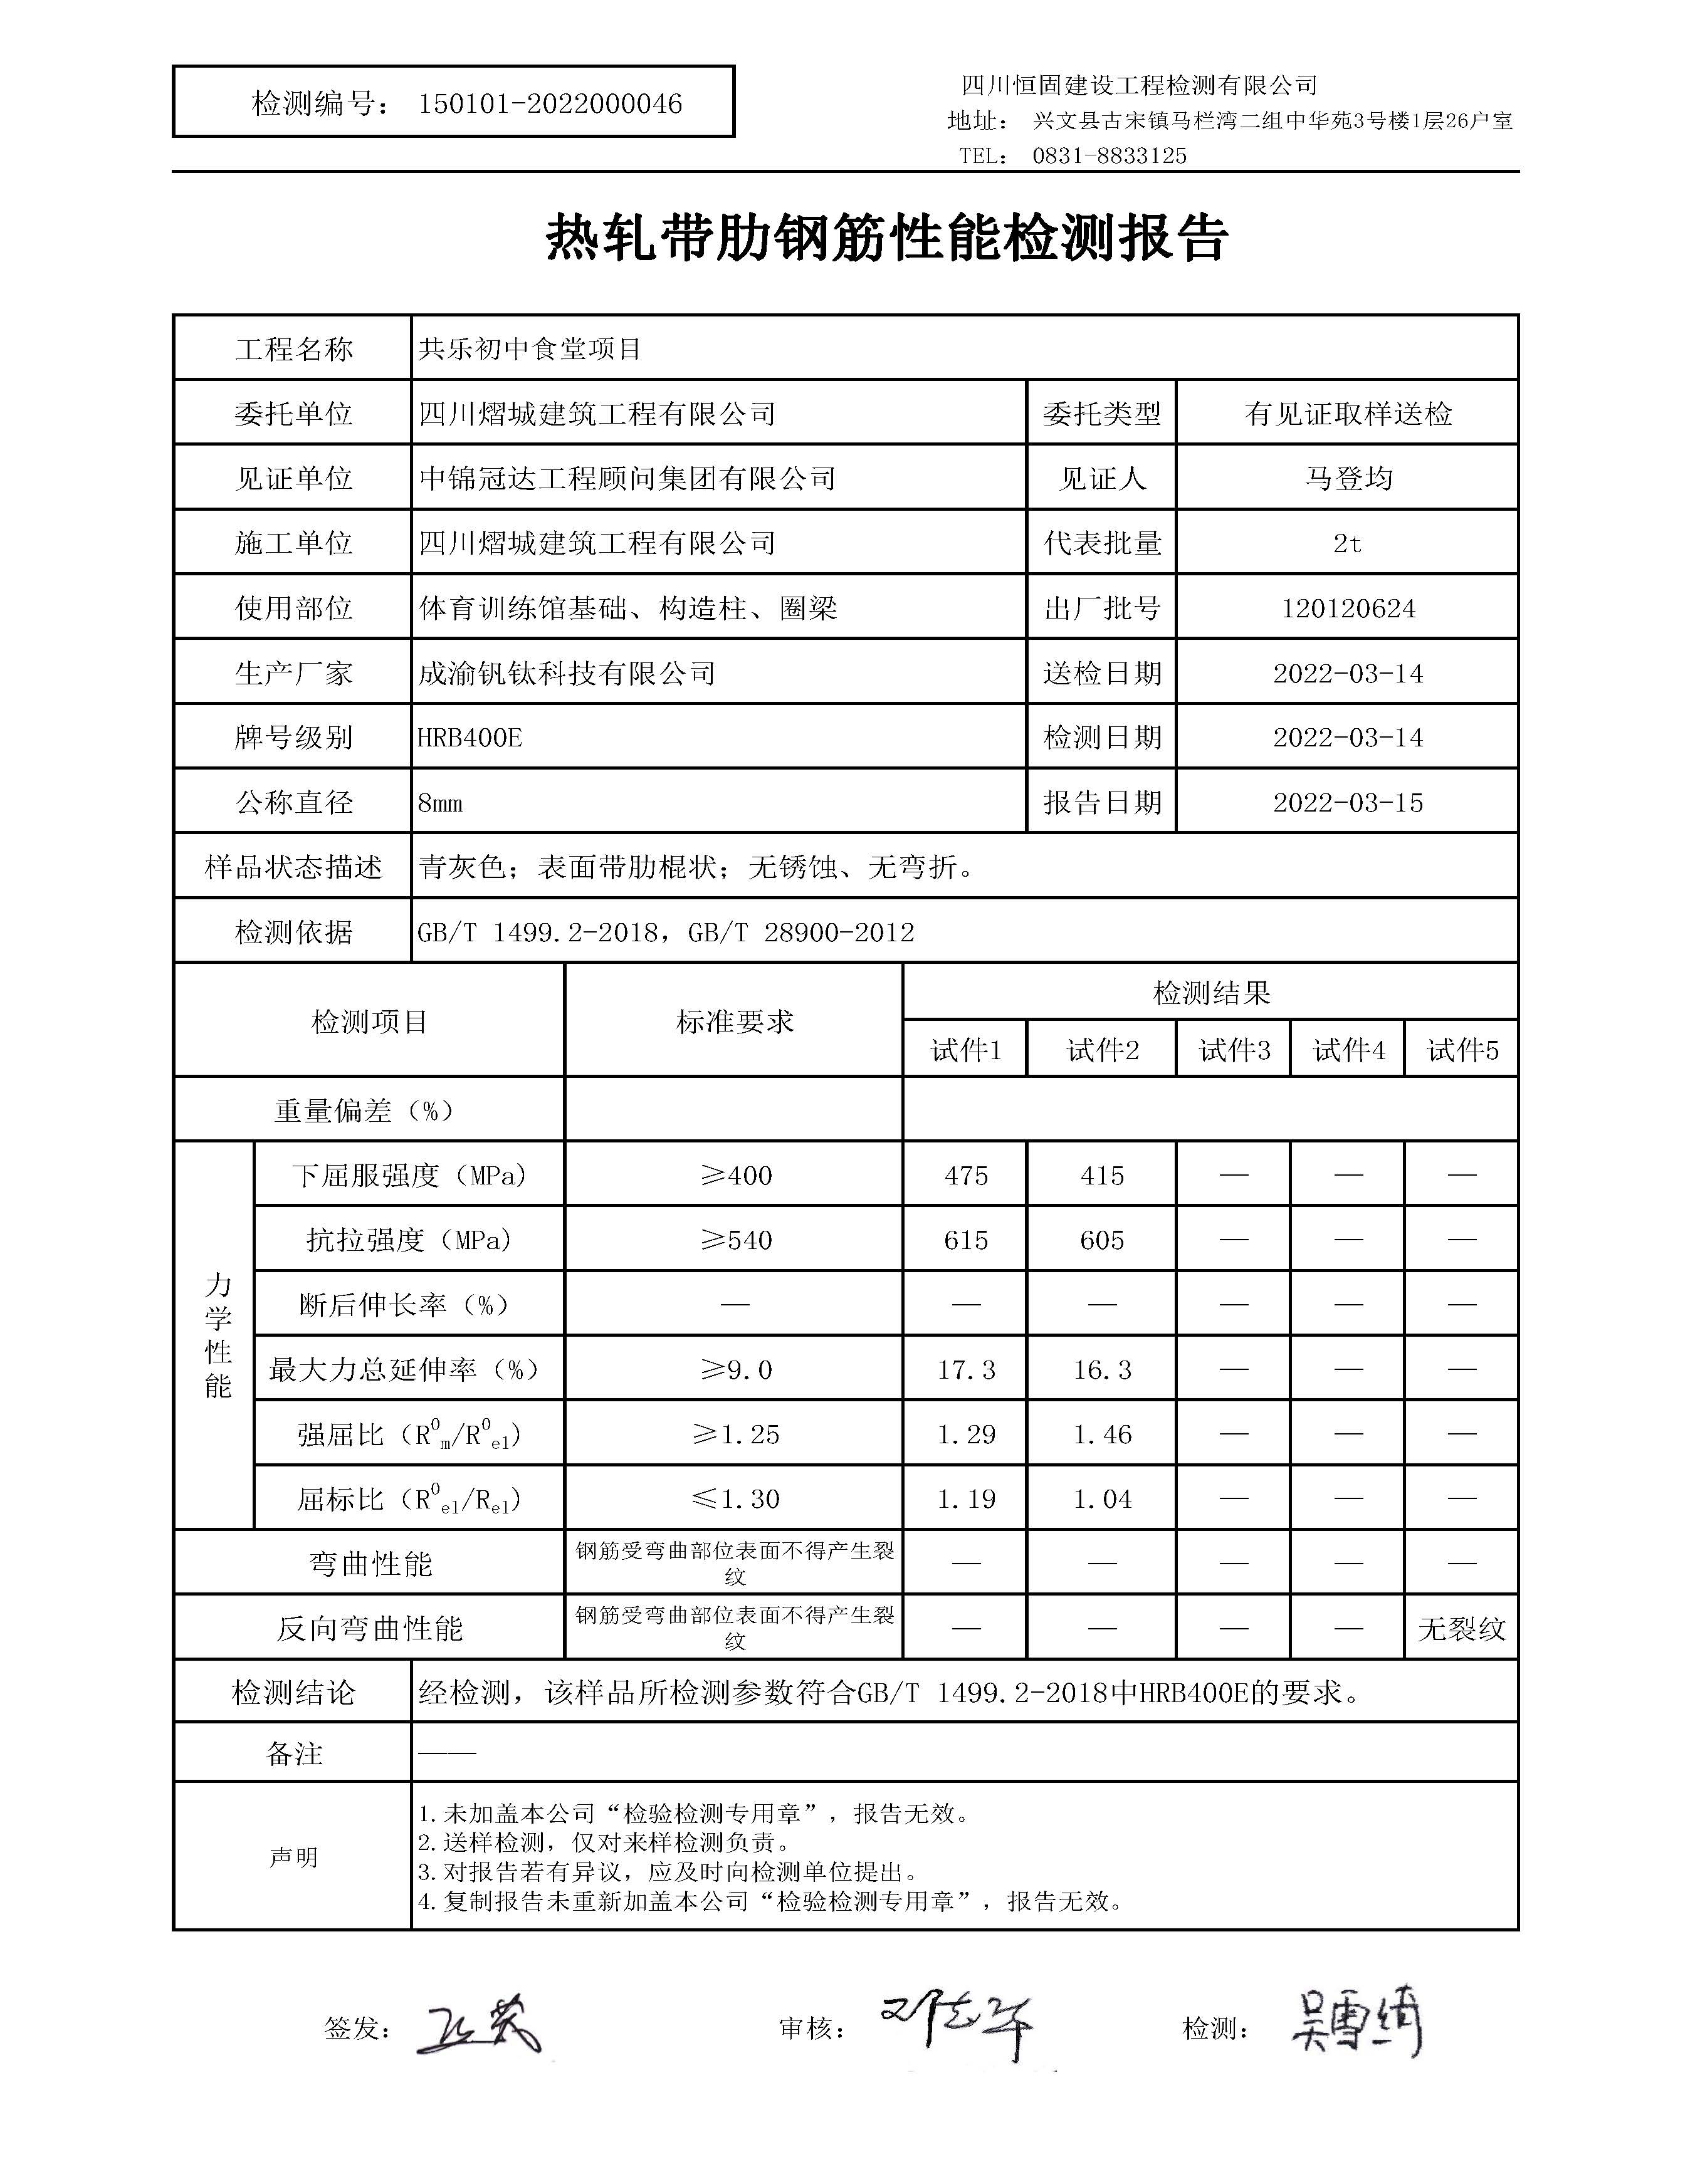 检测编号： 150101-2022000046
四川恒固建设工程检测有限公司
地址： 兴文县古宋镇马栏湾二组中华苑3号楼1层26户室
TEL： 0831-8833125
热轧带肋钢筋性能检测报告
工程名称 共乐初中食堂项目
委托单位 四川熠城建筑工程有限公司 委托类型 有见证取样送检
见证单位 中锦冠达工程顾问集团有限公司 见证人 马登均
施工单位 四川熠城建筑工程有限公司 代表批量 2t
使用部位 体育训练馆基础、构造柱、圈梁 出厂批号 120120624
生产厂家 成渝钒钛科技有限公司 送检日期 2022-03-14
牌号级别 HRB400E 检测日期 2022-03-14
公称直径 8mm 报告日期 2022-03-15
样品状态描述 青灰色；表面带肋棍状；无锈蚀、无弯折。
检测依据 GB/T 1499.2-2018，GB/T 28900-2012
检测项目 标准要求 检测结果
试件1 试件2 试件3 试件4 试件5
重量偏差（%）
力学性能
下屈服强度（MPa） ≥400 475 415 — — —
抗拉强度（MPa） ≥540 615 605 — — —
断后伸长率（%） — — — — — —
最大力总延伸率（%） ≥9.0 17.3 16.3 — — —
强屈比（R⁰m/R⁰el） ≥1.25 1.29 1.46 — — —
屈标比（R⁰el/Rel） ≤1.30 1.19 1.04 — — —
弯曲性能 钢筋受弯曲部位表面不得产生裂纹 — — — — —
反向弯曲性能 钢筋受弯曲部位表面不得产生裂纹 — — — — 无裂纹
检测结论 经检测，该样品所检测参数符合GB/T 1499.2-2018中HRB400E的要求。
备注 ——
声明
1.未加盖本公司“检验检测专用章”，报告无效。
2.送样检测，仅对来样检测负责。
3.对报告若有异议，应及时向检测单位提出。
4.复制报告未重新加盖本公司“检验检测专用章”，报告无效。
签发： 审核： 邓志华 检测： 吴雪绮